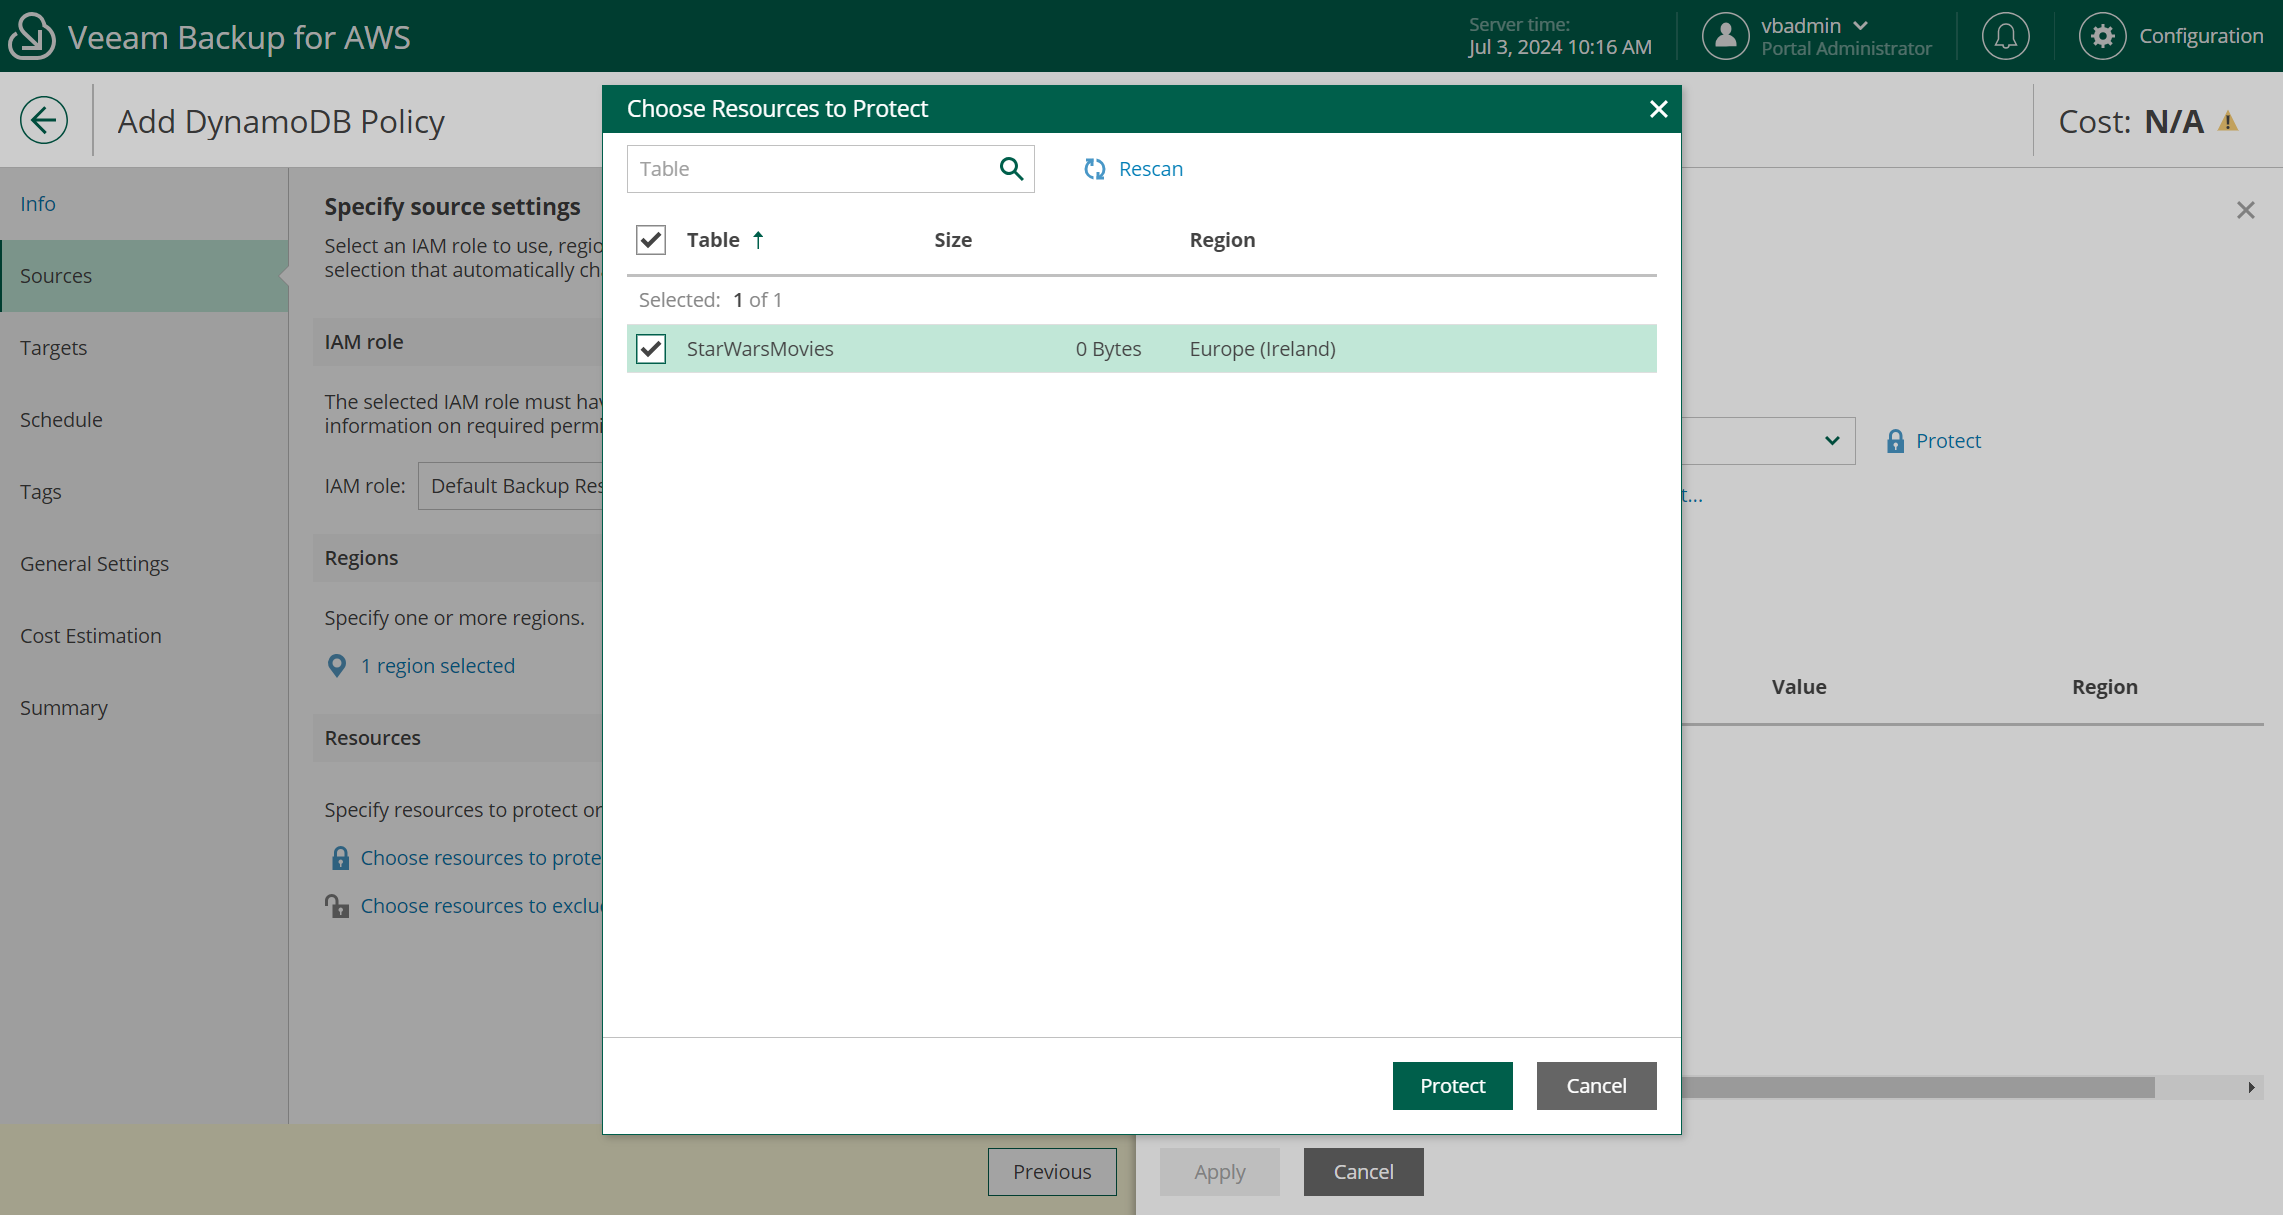 Veeam Backup for AWS
Server time:
Jul 3, 2024 10:16 AM
vbadmin
Portal Administrator
Configuration
Add DynamoDB Policy
Cost: N/A
Info
Sources
Targets
Schedule
Tags
General Settings
Cost Estimation
Summary
Specify source settings
Select an IAM role to use, regio
selection that automatically ch
IAM role
The selected IAM role must hav
information on required permi
IAM role: Default Backup Res
Regions
Specify one or more regions.
1 region selected
Resources
Specify resources to protect or
Choose resources to prote
Choose resources to exclu
Previous
Choose Resources to Protect
Table
Rescan
Table Size Region
Selected: 1 of 1
StarWarsMovies 0 Bytes Europe (Ireland)
Protect Cancel
Protect
t...
Value Region
Apply Cancel